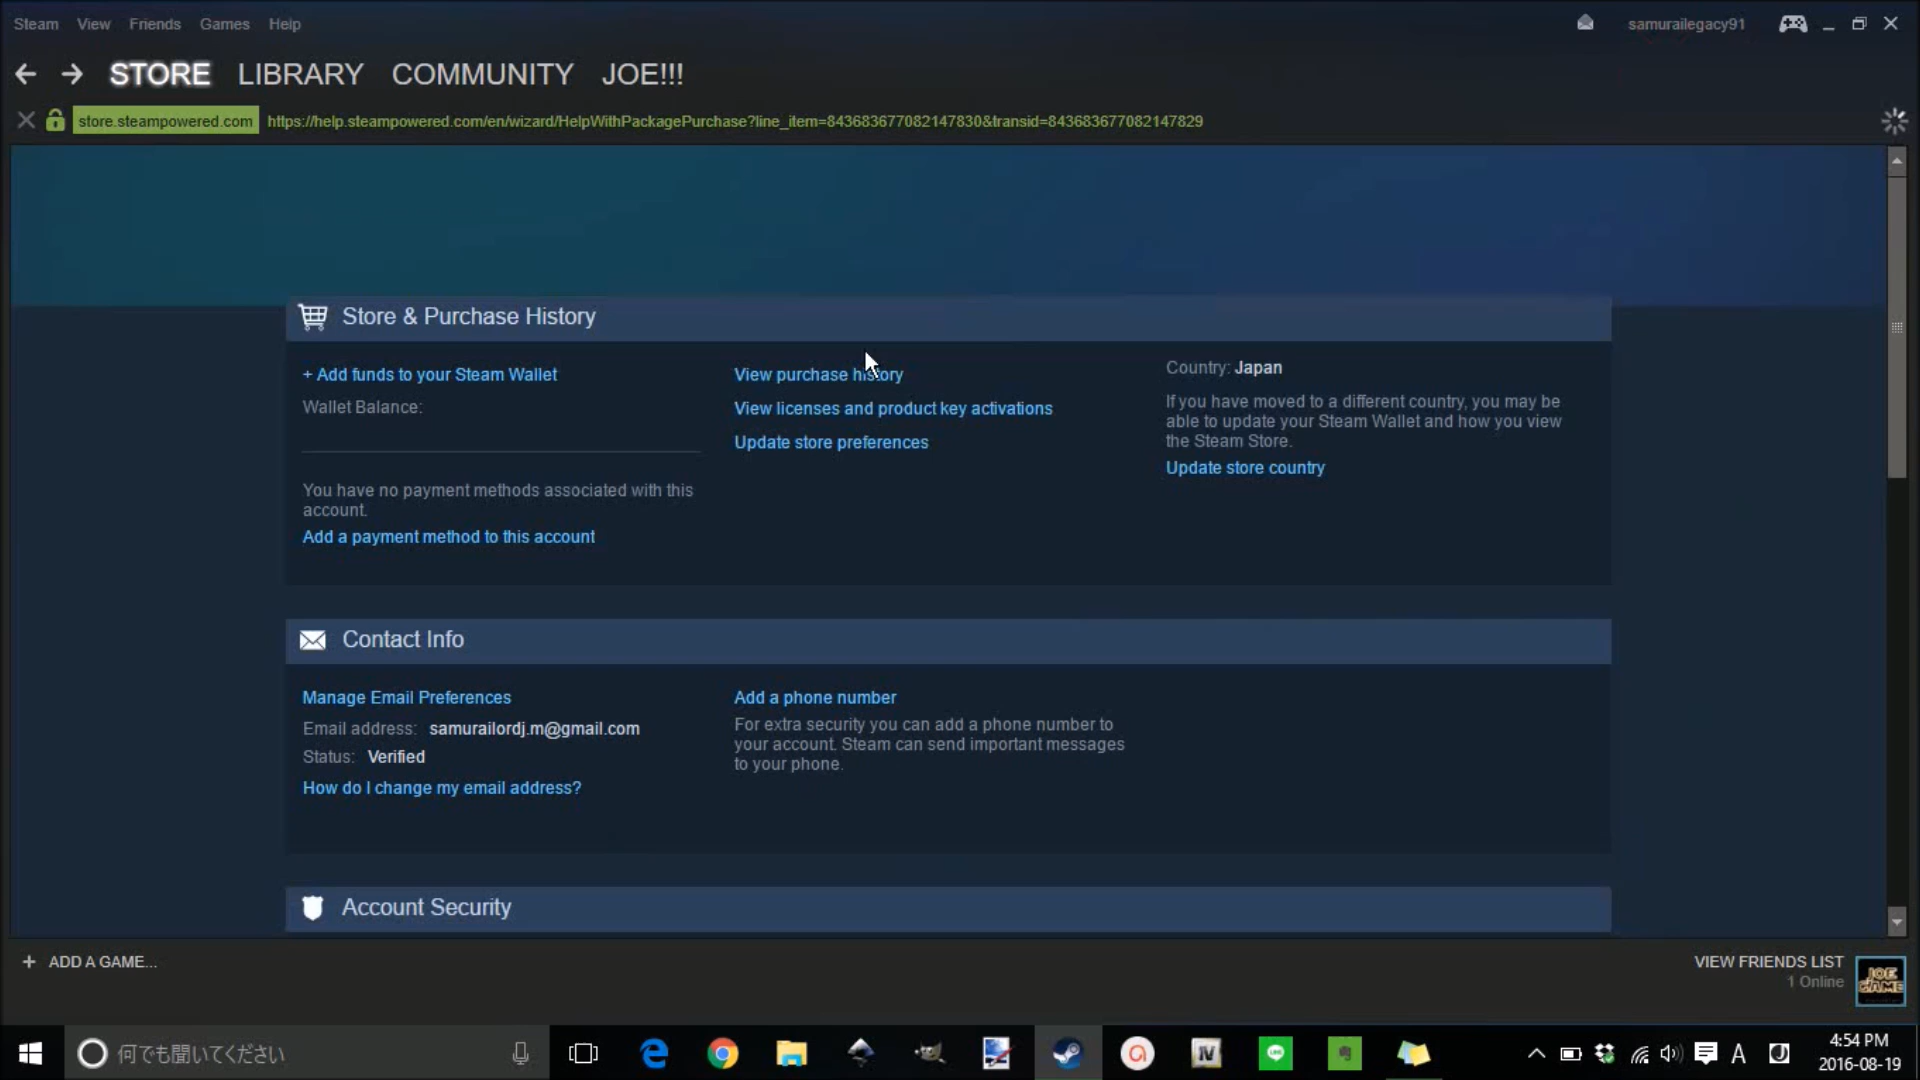 Steam View Friends Games Help
samurailegacy91
STORE LIBRARY COMMUNITY JOE!!!
store.steampowered.com https://help.steampowered.com/en/wizard/HelpWithPackagePurchase?line_item=843683677082147830&transid=843683677082147829
Store & Purchase History
+ Add funds to your Steam Wallet
Wallet Balance:
You have no payment methods associated with this
account.
Add a payment method to this account
View purchase history
View licenses and product key activations
Update store preferences
Country: Japan
If you have moved to a different country, you may be
able to update your Steam Wallet and how you view
the Steam Store.
Update store country
Contact Info
Manage Email Preferences
Email address: samurailordj.m@gmail.com
Status: Verified
How do I change my email address?
Add a phone number
For extra security you can add a phone number to
your account. Steam can send important messages
to your phone.
Account Security
+ ADD A GAME...
VIEW FRIENDS LIST
1 Online
JOE
GAME
何でも聞いてください
A
4:54 PM
2016-08-19